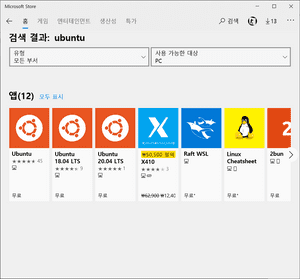 Microsoft Store
홈 게임 엔터테인먼트 생산성 특가 검색 13
검색 결과: ubuntu
유형
모든 부서
사용 가능한 대상
PC
앱(12) 모두 표시
Ubuntu
Ubuntu 18.04 LTS
Ubuntu 20.04 LTS
₩50,500 할인
X410
Raft WSL
Linux Cheatsheet
2bun
무료
무료
무료
₩62,900 ₩12,40
무료
무료
무료